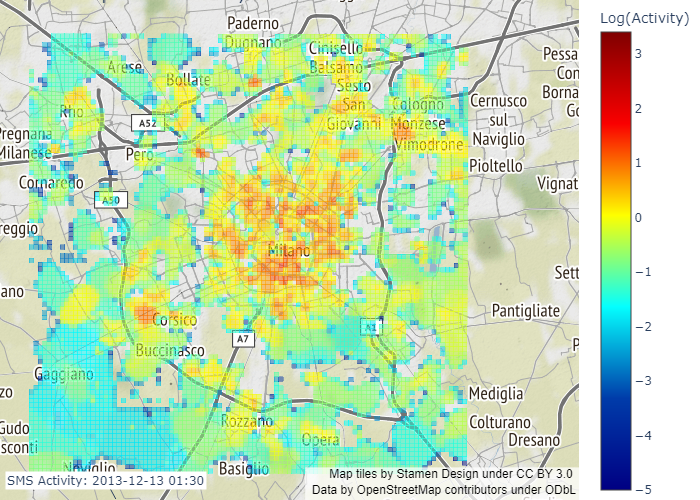 Paderno
Dugnano
Cinisello
Balsamo
Arese
Bollate
Sesto
San
Giovanni
Cologno
Monzese
Vimodrone
Cernusco
sul
Naviglio
Pessa
Con
Borna
Go
Rho
A52
Pregnana
Milanese
Pero
Pioltello
Cornaredo
A50
Vignat
reggio
Milano
Sett
ano
Corsico
A1
Pantigliate
A7
Buccinasco
P
Gaggiano
Mediglia
zo
Rozzano
Colturano
Gudo
sconti
Opera
Dresano
Noviglio
Basiglio
SMS Activity: 2013-12-13 01:30
Map tiles by Stamen Design under CC BY 3.0
Data by OpenStreetMap contributors under ODbL
Log(Activity)
3
2
1
0
−1
−2
−3
−4
−5